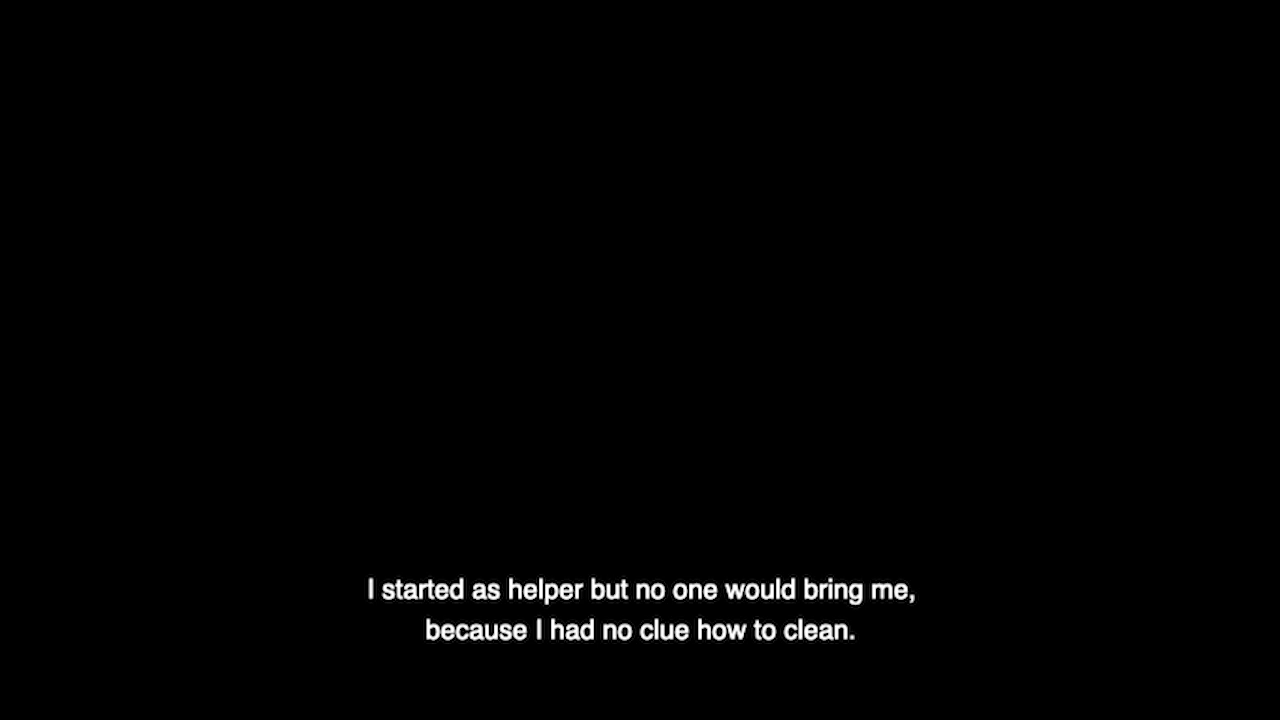 I started as helper but no one would bring me,
because I had no clue how to clean.